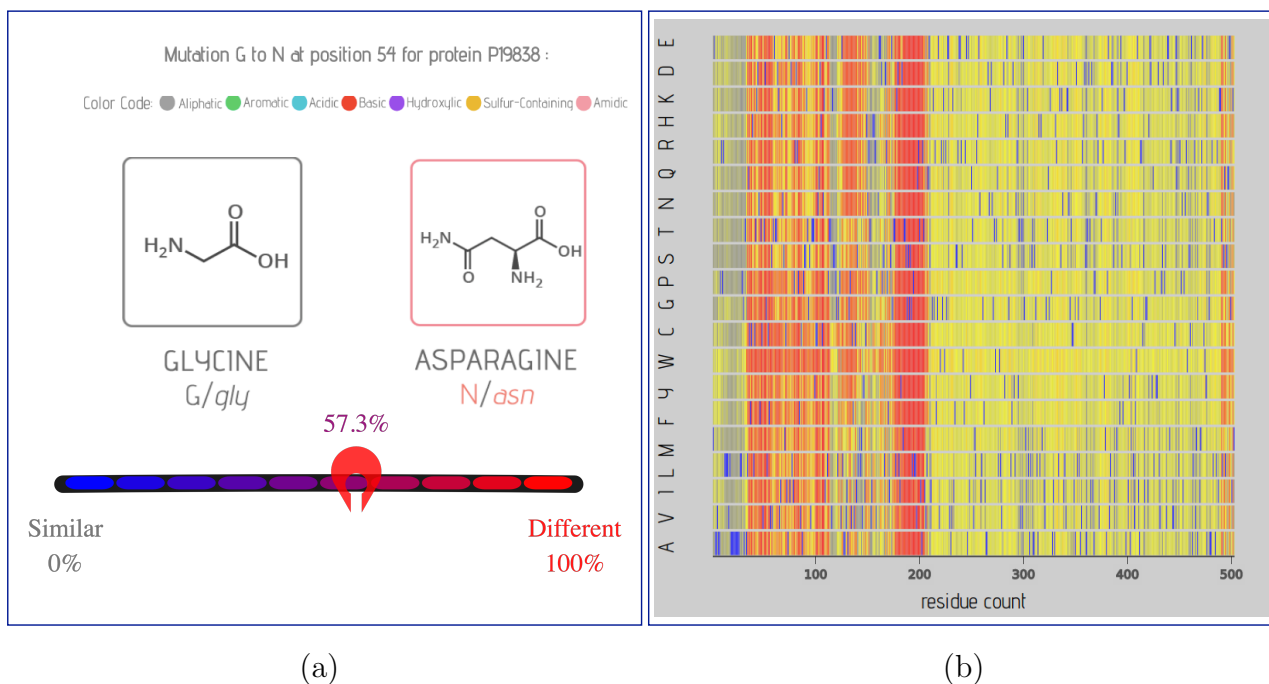 Mutation G to N at position 54 for protein P19838 :
Color Code: Aliphatic Aromatic Acidic Basic Hydroxylic Sulfur-Containing Amidic
O
H₂N
OH
O
H₂N
OH
O
NH₂
GLYCINE
G/gly
ASPARAGINE
N/asn
57.3%
Similar
0%
Different
100%
E
D
K
H
R
Q
N
T
S
P
G
C
W
Y
F
M
L
I
V
A
100 200 300 400 500
residue count
(a)
(b)